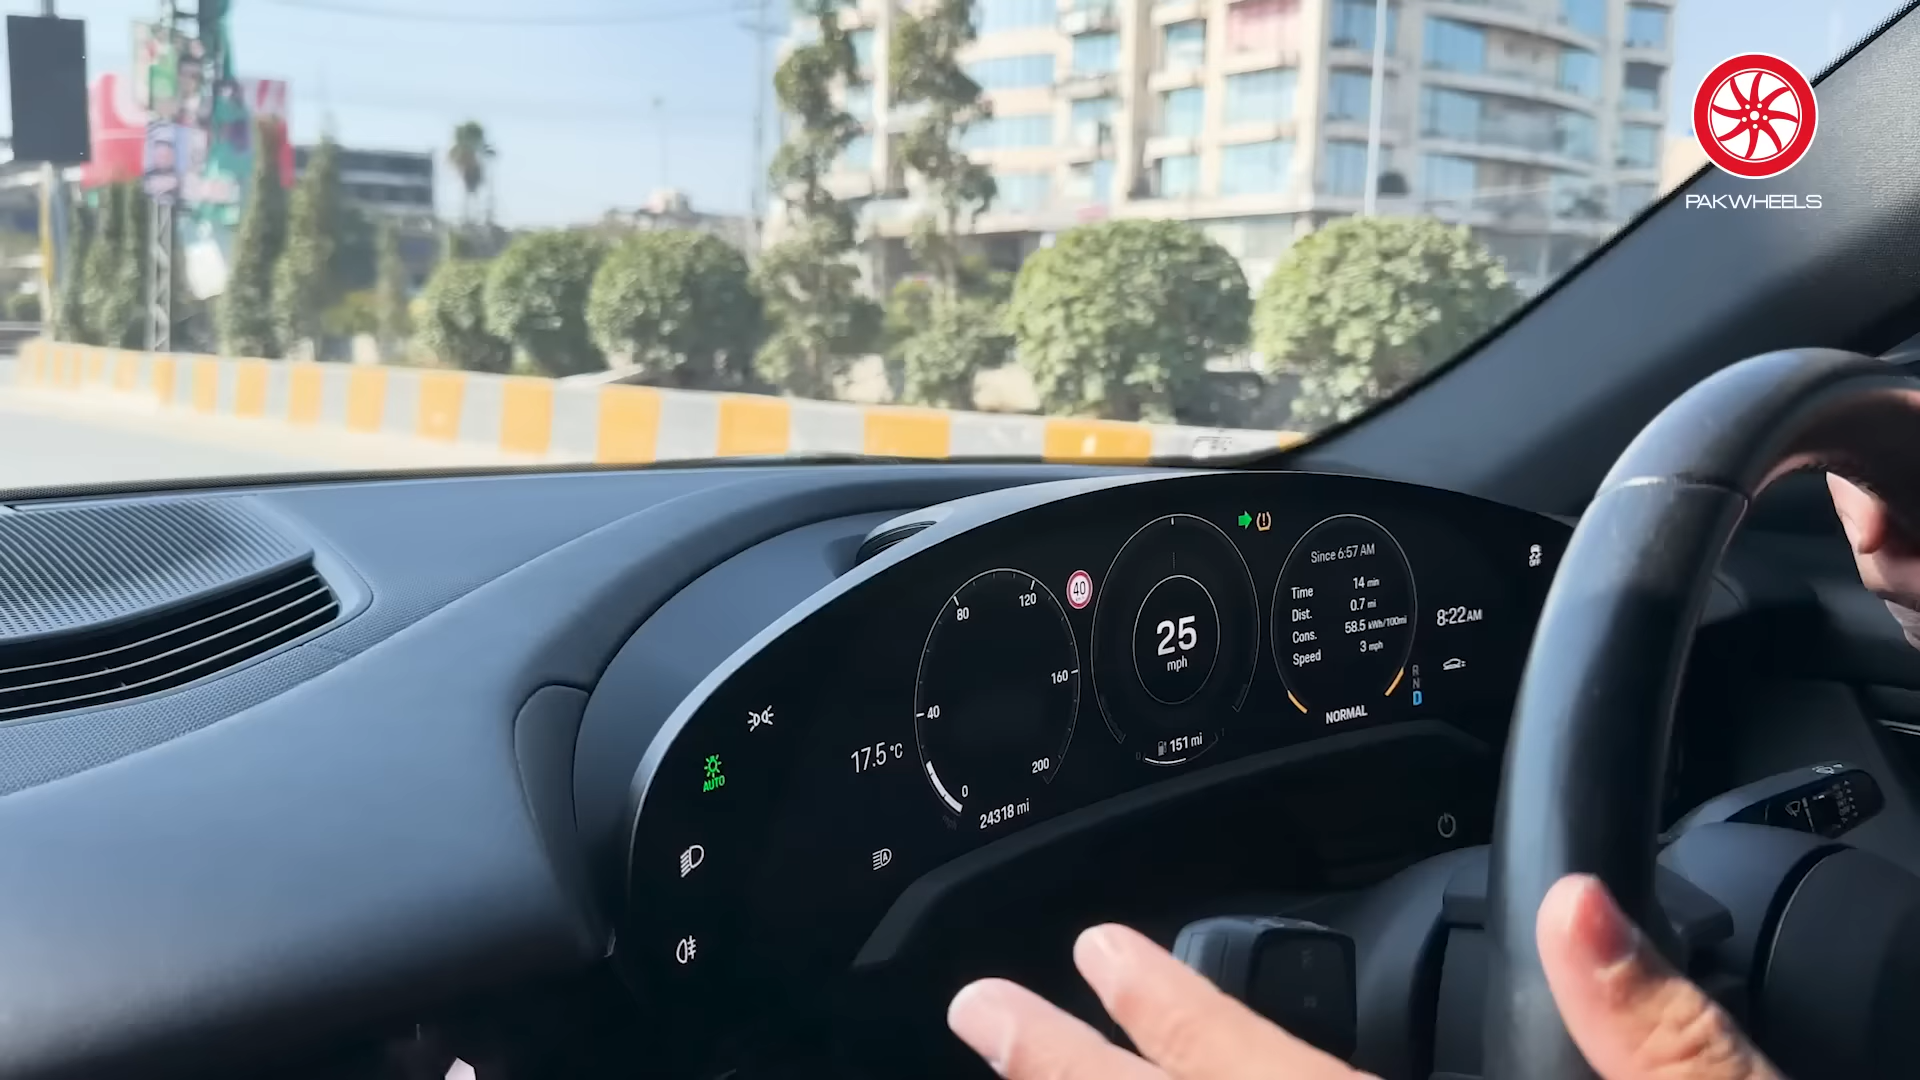 PAKWHEELS
40
Since 6:57 AM
Time 14 min
Dist. 0.7 mi
Cons. 58.5 kWh/100mi
Speed 3 mph
NORMAL
8:22 AM
R
N
D
OFF
25
mph
151 mi
0
40
80
120
160
200
24318 mi
17.5 °C
AUTO
A